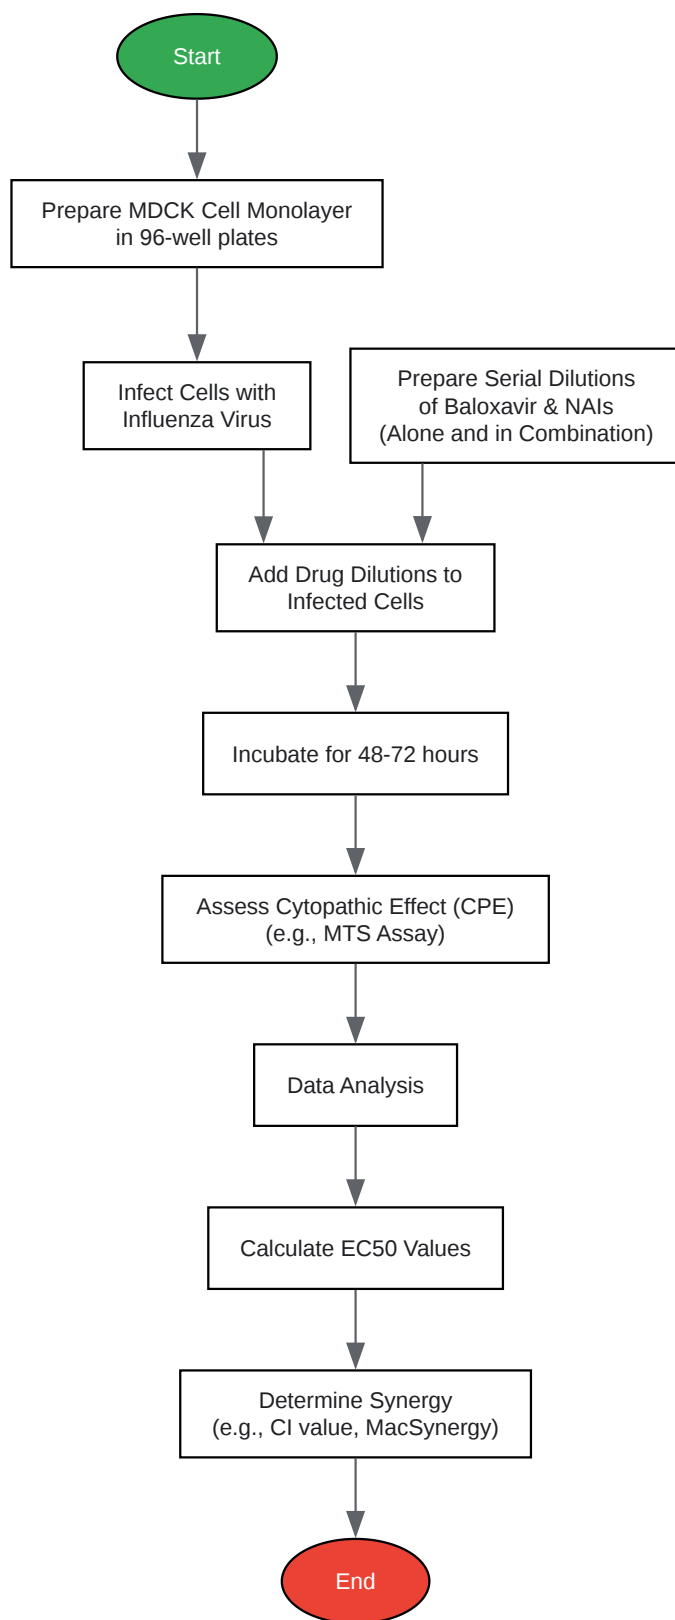 Start
Prepare MDCK Cell Monolayer
in 96-well plates
Infect Cells with
Influenza Virus
Prepare Serial Dilutions
of Baloxavir & NAIs
(Alone and in Combination)
Add Drug Dilutions to
Infected Cells
Incubate for 48-72 hours
Assess Cytopathic Effect (CPE)
(e.g., MTS Assay)
Data Analysis
Calculate EC50 Values
Determine Synergy
(e.g., CI value, MacSynergy)
End